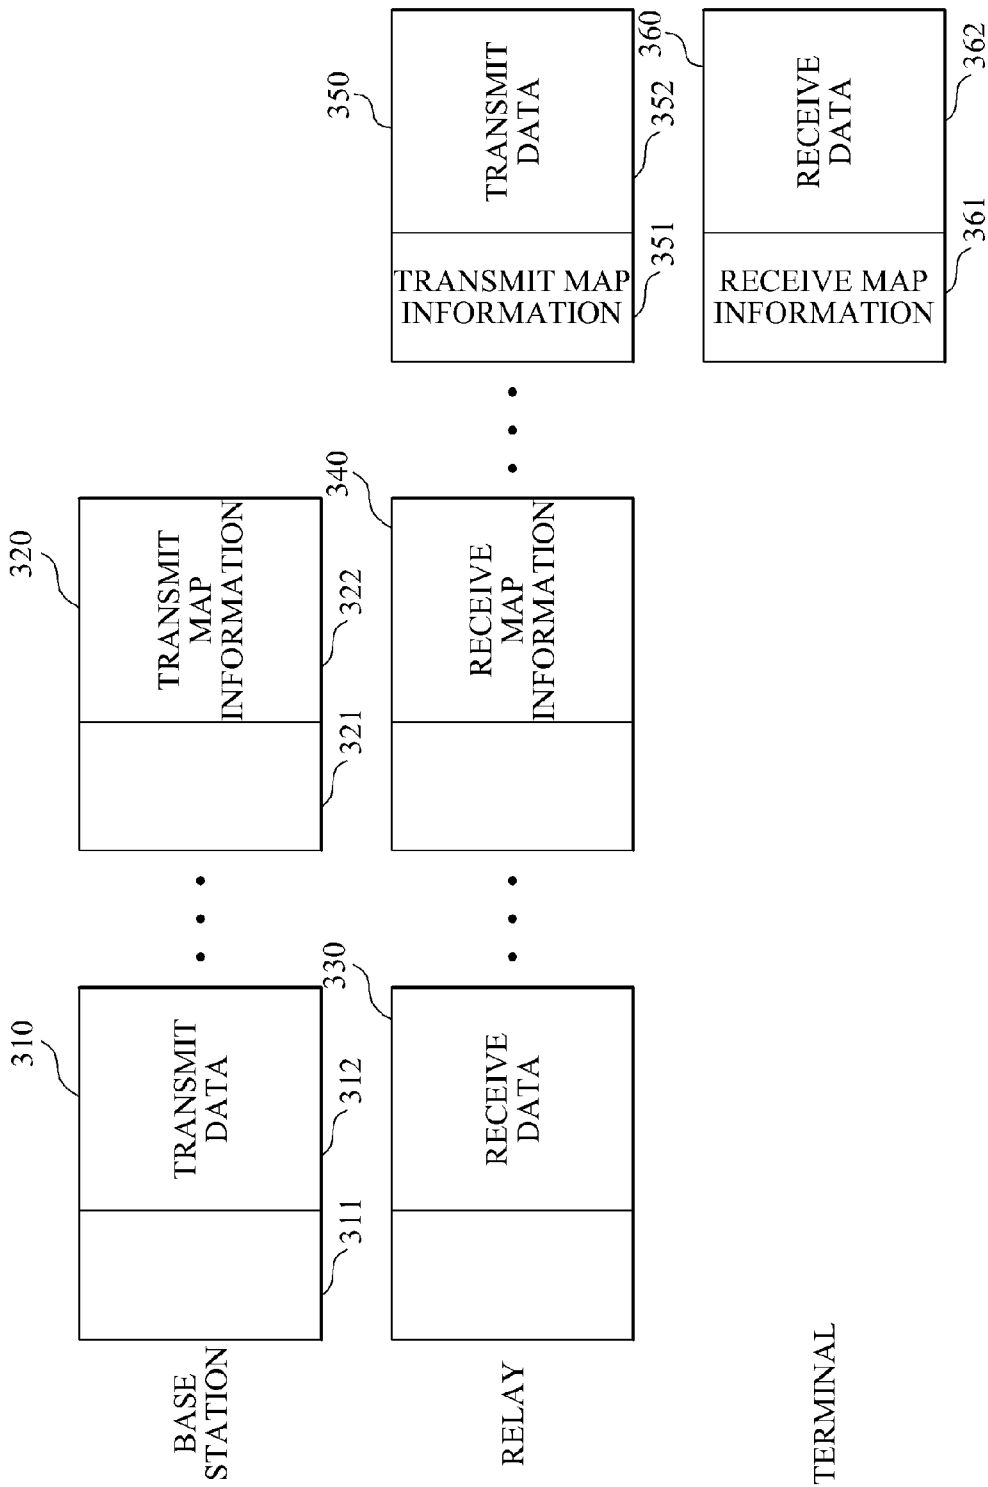 310
320
BASE
STATION
TRANSMIT
DATA
TRANSMIT
MAP
INFORMATION
311
312
321
322
330
340
350
RELAY
RECEIVE
DATA
RECEIVE
MAP
INFORMATION
TRANSMIT MAP
INFORMATION
TRANSMIT
DATA
351
352
360
TERMINAL
RECEIVE MAP
INFORMATION
RECEIVE
DATA
361
362